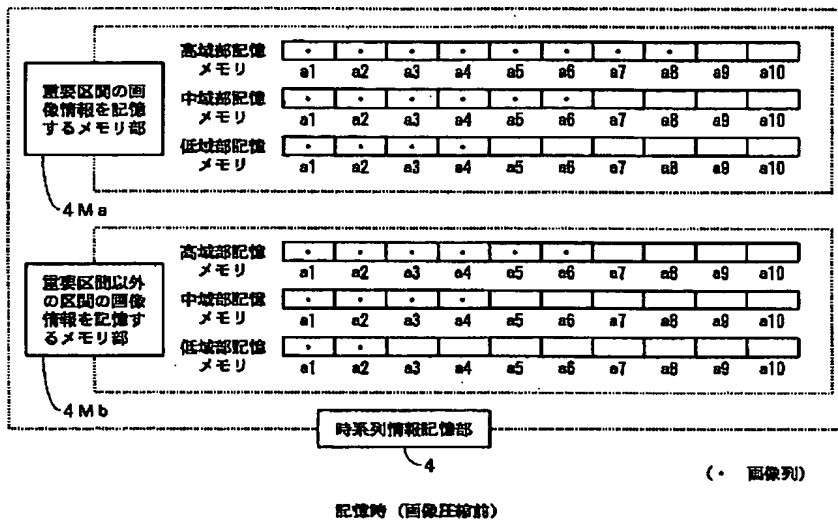 重要区間の画
像情報を記憶
するメモリ部
4Ma
高域部記憶
メモリ
a1 a2 a3 a4 a5 a6 a7 a8 a9 a10
中域部記憶
メモリ
a1 a2 a3 a4 a5 a6 a7 a8 a9 a10
低域部記憶
メモリ
a1 a2 a3 a4 a5 a6 a7 a8 a9 a10
重要区間以外
の区間の画像
情報を記憶す
るメモリ部
4Mb
高域部記憶
メモリ
a1 a2 a3 a4 a5 a6 a7 a8 a9 a10
中域部記憶
メモリ
a1 a2 a3 a4 a5 a6 a7 a8 a9 a10
低域部記憶
メモリ
a1 a2 a3 a4 a5 a6 a7 a8 a9 a10
時系列情報記憶部
4
(・ 画像列)
記憶時 (画像圧縮前)